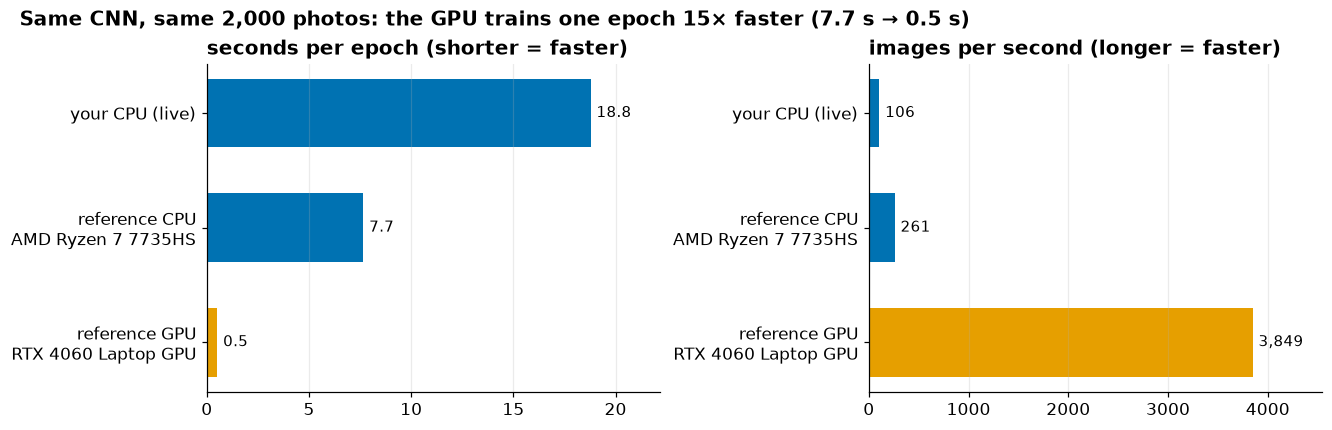 Same CNN, same 2,000 photos: the GPU trains one epoch 15× faster (7.7 s → 0.5 s)
seconds per epoch (shorter = faster)
your CPU (live)
18.8
reference CPU
AMD Ryzen 7 7735HS
7.7
reference GPU
RTX 4060 Laptop GPU
0.5
0 5 10 15 20
images per second (longer = faster)
your CPU (live)
106
reference CPU
AMD Ryzen 7 7735HS
261
reference GPU
RTX 4060 Laptop GPU
3,849
0 1000 2000 3000 4000